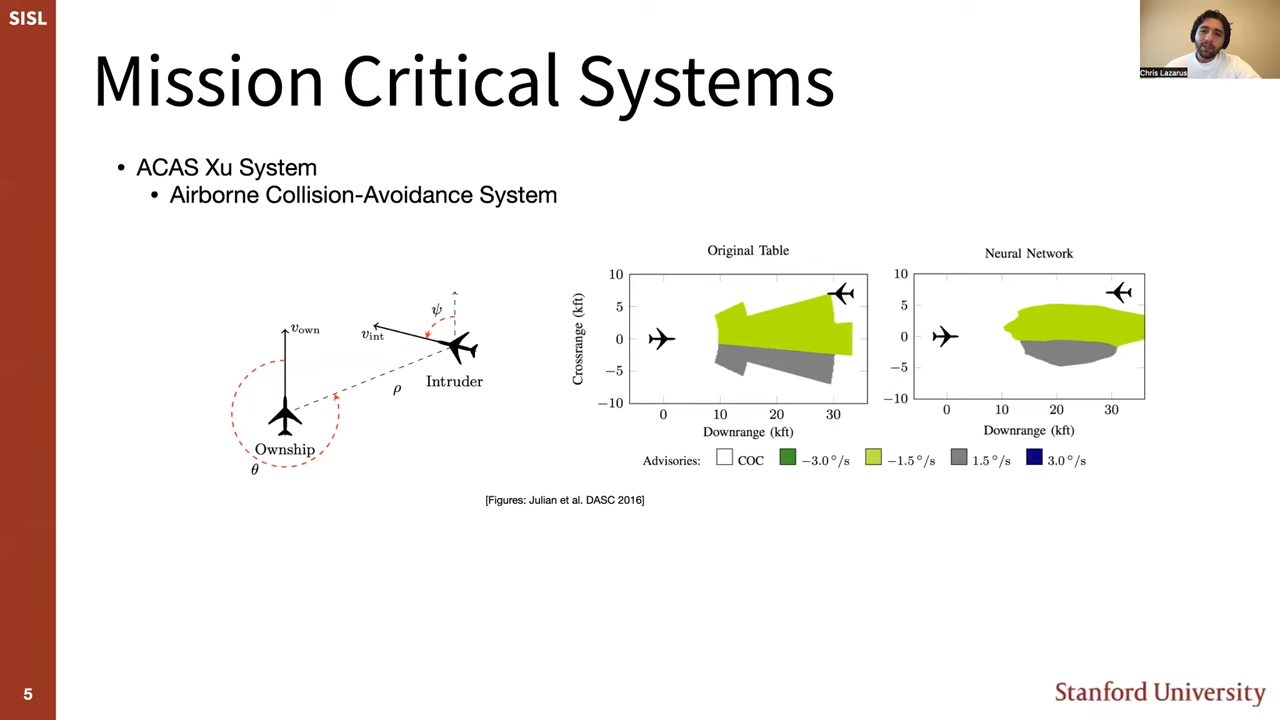 SISL
Mission Critical Systems
Chris Lazarus
• ACAS Xu System
• Airborne Collision-Avoidance System
v_own
v_int
ψ
ρ
Intruder
Ownship
θ
Original Table
10
5
0
−5
−10
Crossrange (kft)
0 10 20 30
Downrange (kft)
Neural Network
10
5
0
−5
−10
0 10 20 30
Downrange (kft)
Advisories: COC −3.0 °/s −1.5 °/s 1.5 °/s 3.0 °/s
[Figures: Julian et al. DASC 2016]
5
Stanford University